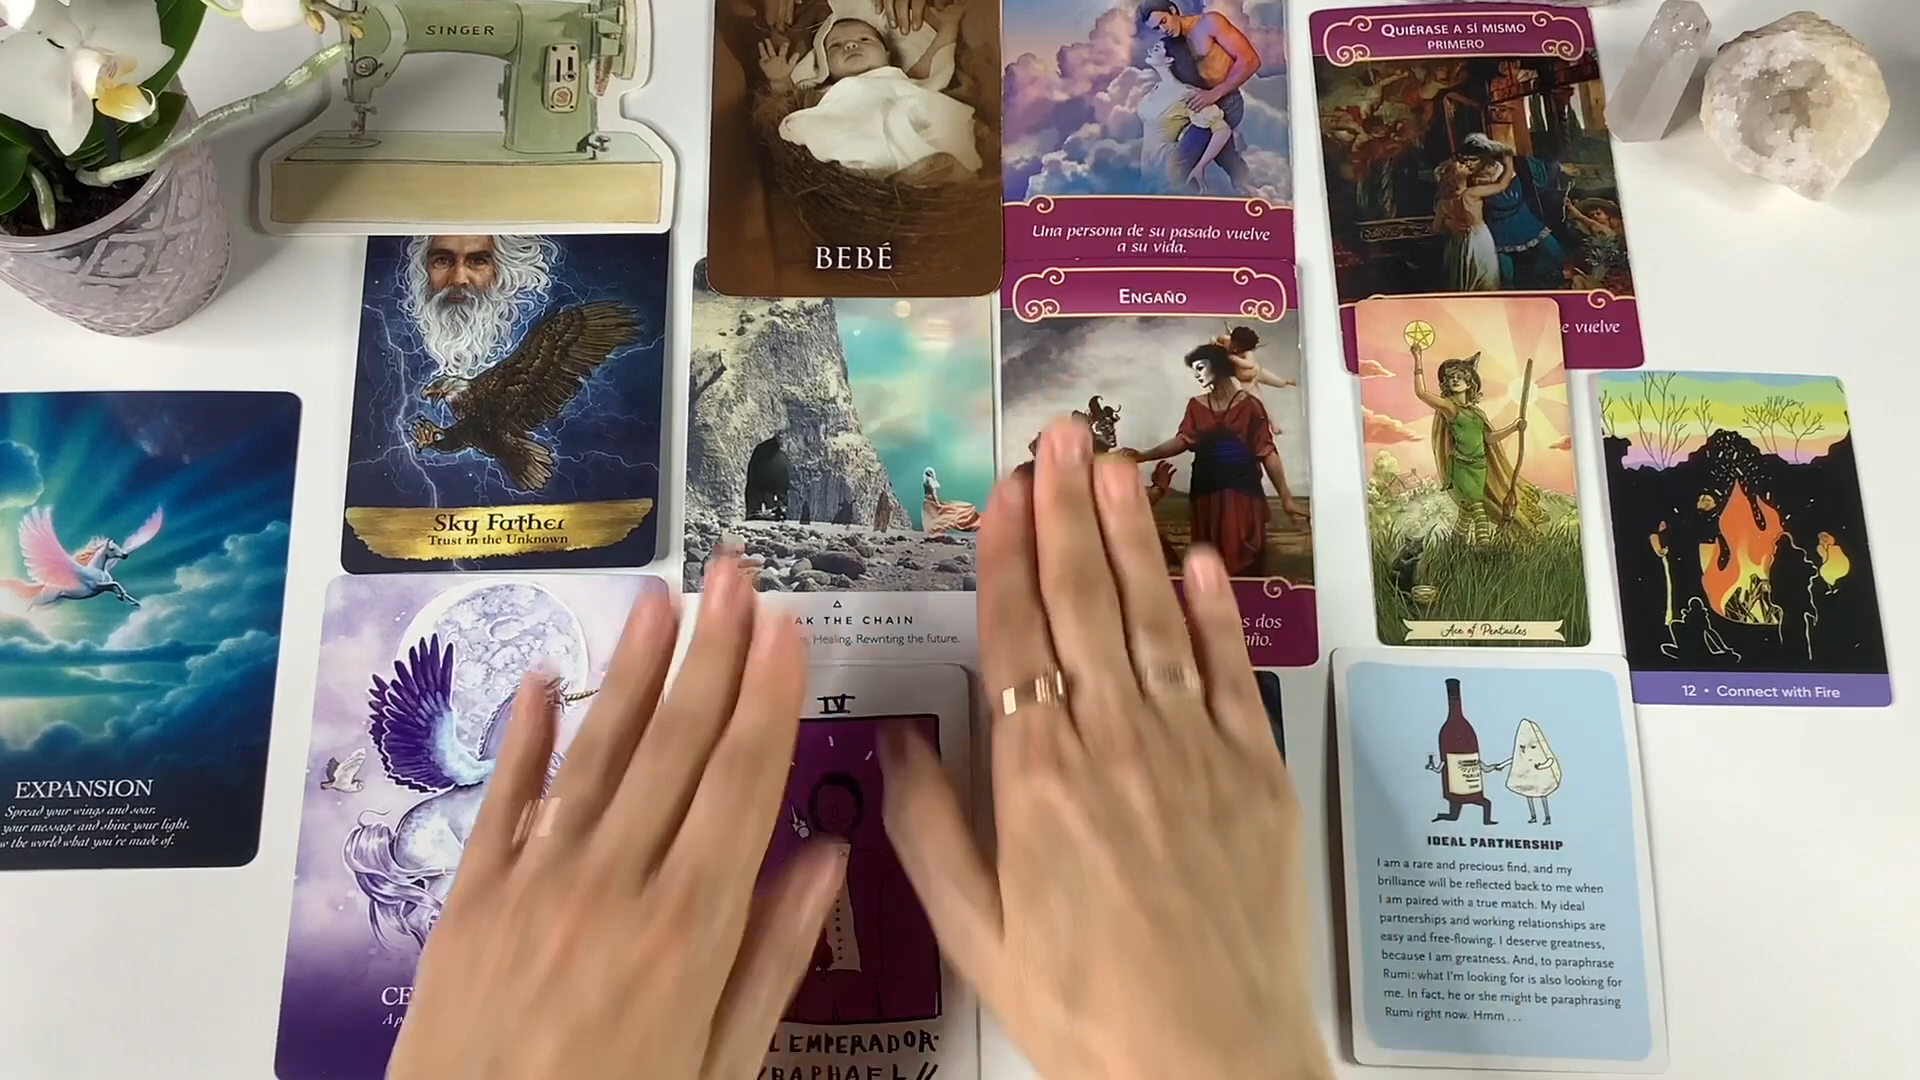 SINGER
BEBÉ
Una persona de su pasado vuelve
a su vida.
QUIÉRASE A SÍ MISMO
PRIMERO
e vuelve
ENGAÑO
s dos
Sky Father
Trust in the Unknown
AK THE CHAIN
Healing. Rewriting the future.
Ace of Pentacles
12 • Connect with Fire
EXPANSION
Spread your wings and soar.
your message and shine your light.
w the world what you're made of.
CE
A p
IV
L EMPERADOR
RAPHAEL //
IDEAL PARTNERSHIP
I am a rare and precious find, and my
brilliance will be reflected back to me when
I am paired with a true match. My ideal
partnerships and working relationships are
easy and free-flowing. I deserve greatness,
because I am greatness. And, to paraphrase
Rumi: what I'm looking for is also looking for
me. In fact, he or she might be paraphrasing
Rumi right now. Hmm ...